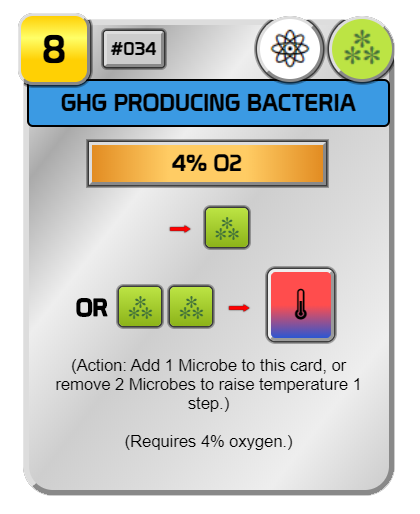 8
#034
GHG PRODUCING BACTERIA
4% O2
OR
(Action: Add 1 Microbe to this card, or
remove 2 Microbes to raise temperature 1
step.)
(Requires 4% oxygen.)